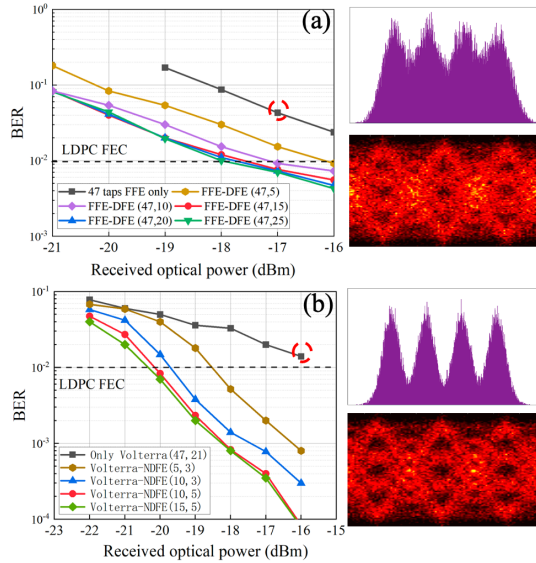 (a)
10⁰
10⁻¹
10⁻²
10⁻³
BER
LDPC FEC
47 taps FFE only
FFE-DFE (47,5)
FFE-DFE (47,10)
FFE-DFE (47,15)
FFE-DFE (47,20)
FFE-DFE (47,25)
-21 -20 -19 -18 -17 -16
Received optical power (dBm)
(b)
10⁻¹
10⁻²
10⁻³
10⁻⁴
BER
LDPC FEC
Only Volterra(47,21)
Volterra-NDFE(5,3)
Volterra-NDFE(10,3)
Volterra-NDFE(10,5)
Volterra-NDFE(15,5)
-23 -22 -21 -20 -19 -18 -17 -16 -15
Received optical power (dBm)